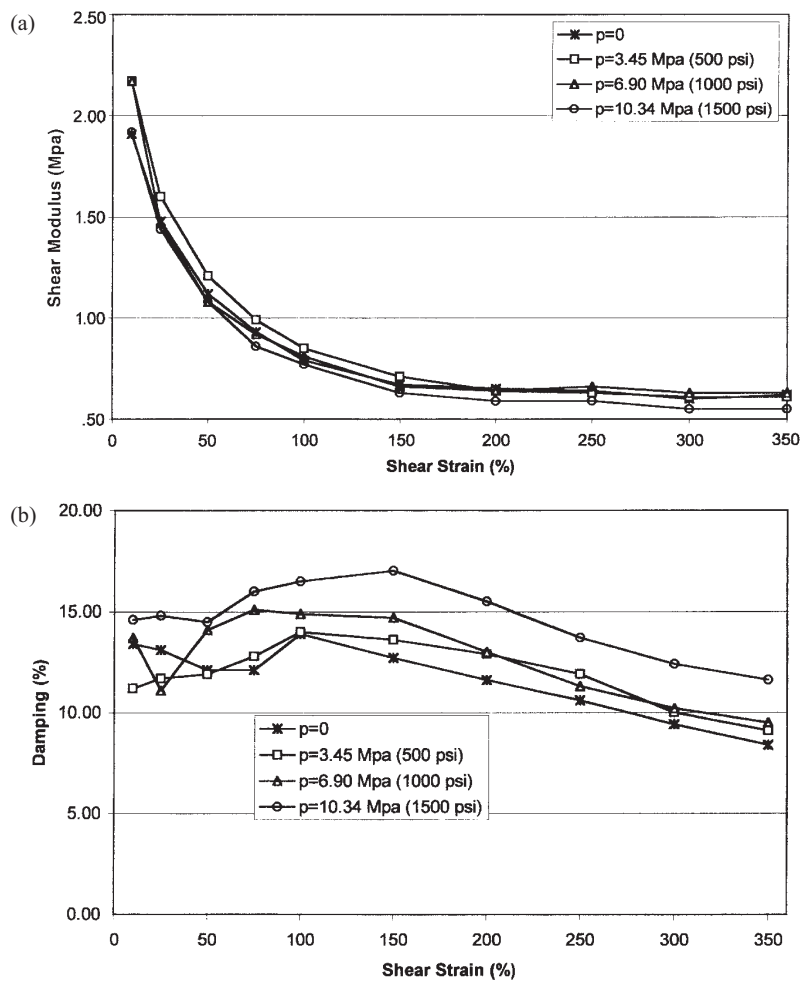 (a)
2.50
2.00
1.50
1.00
.50
Shear Modulus (Mpa)
p=0
p=3.45 Mpa (500 psi)
p=6.90 Mpa (1000 psi)
p=10.34 Mpa (1500 psi)
0 50 100 150 200 250 300 350
Shear Strain (%)
(b)
20.00
15.00
10.00
5.00
0.00
Damping (%)
p=0
p=3.45 Mpa (500 psi)
p=6.90 Mpa (1000 psi)
p=10.34 Mpa (1500 psi)
0 50 100 150 200 250 300 350
Shear Strain (%)